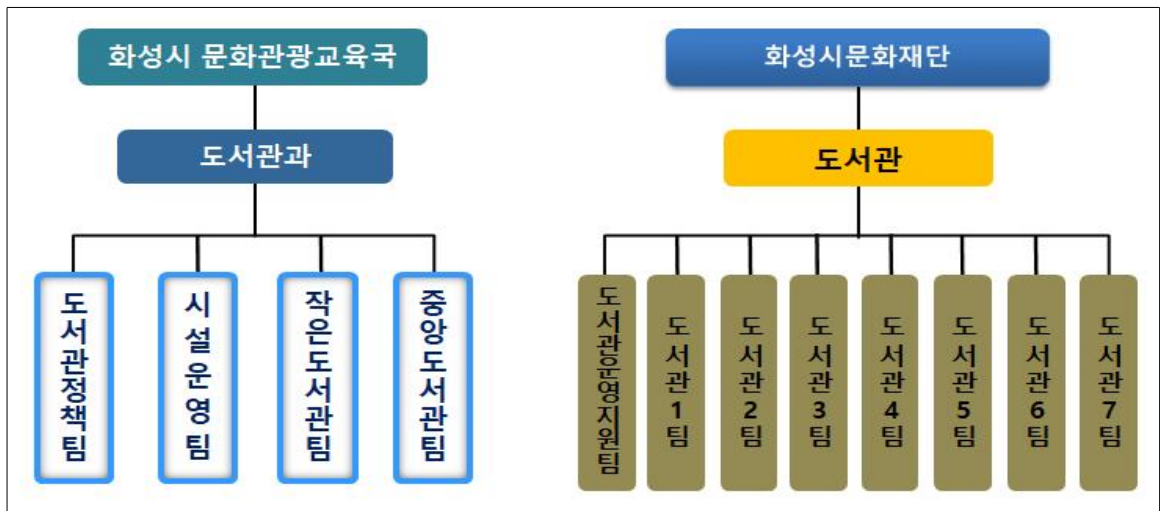 화성시 문화관광교육국
도서관과
도서관정책팀
시설운영팀
작은도서관팀
중앙도서관팀
화성시문화재단
도서관
도서관운영지원팀
도서관1팀
도서관2팀
도서관3팀
도서관4팀
도서관5팀
도서관6팀
도서관7팀